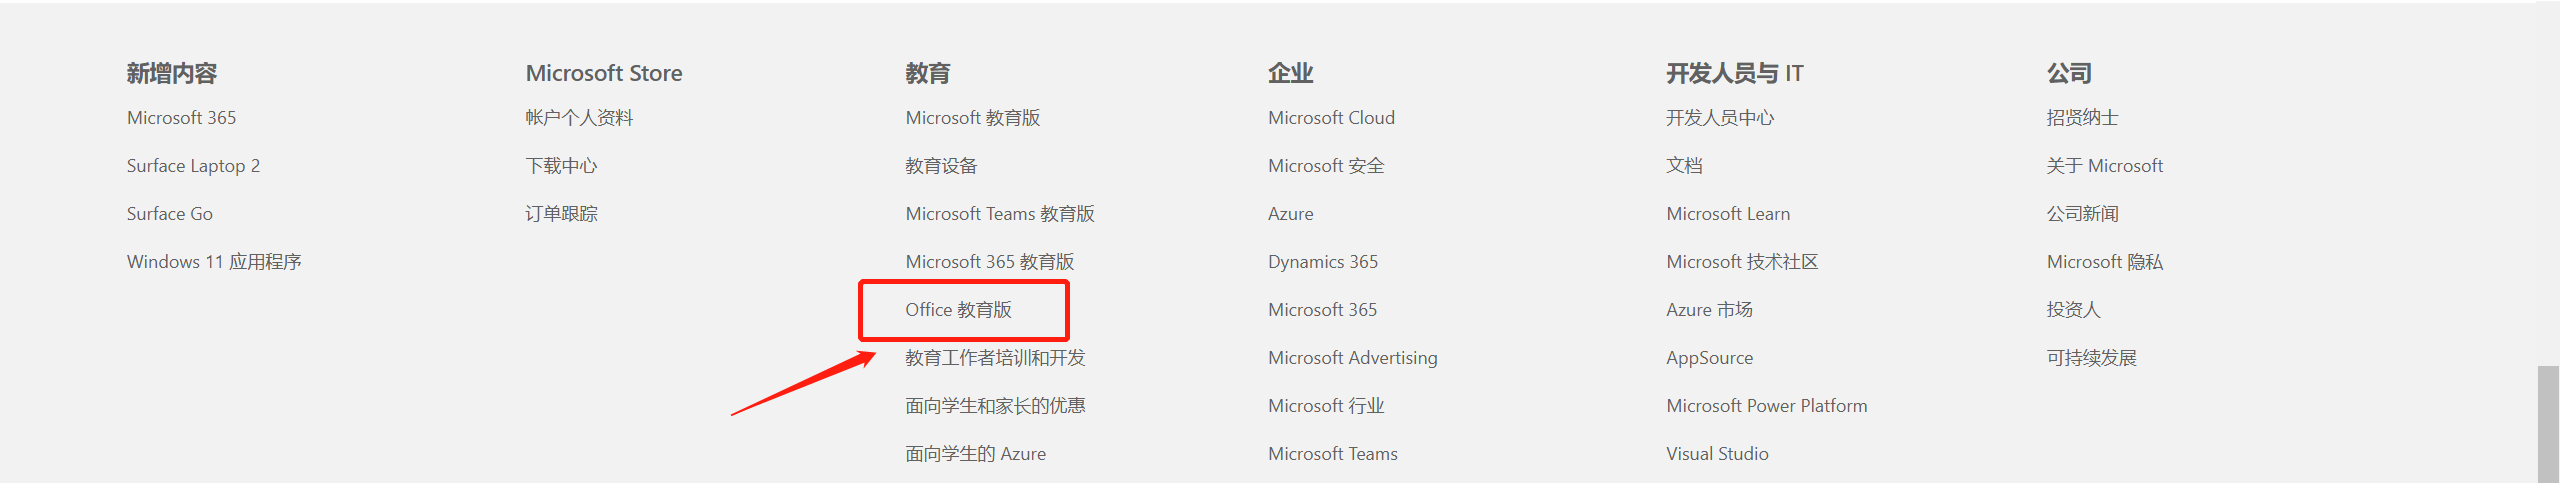 新增内容
Microsoft 365
Surface Laptop 2
Surface Go
Windows 11 应用程序
Microsoft Store
帐户个人资料
下载中心
订单跟踪
教育
Microsoft 教育版
教育设备
Microsoft Teams 教育版
Microsoft 365 教育版
Office 教育版
教育工作者培训和开发
面向学生和家长的优惠
面向学生的 Azure
企业
Microsoft Cloud
Microsoft 安全
Azure
Dynamics 365
Microsoft 365
Microsoft Advertising
Microsoft 行业
Microsoft Teams
开发人员与 IT
开发人员中心
文档
Microsoft Learn
Microsoft 技术社区
Azure 市场
AppSource
Microsoft Power Platform
Visual Studio
公司
招贤纳士
关于 Microsoft
公司新闻
Microsoft 隐私
投资人
可持续发展